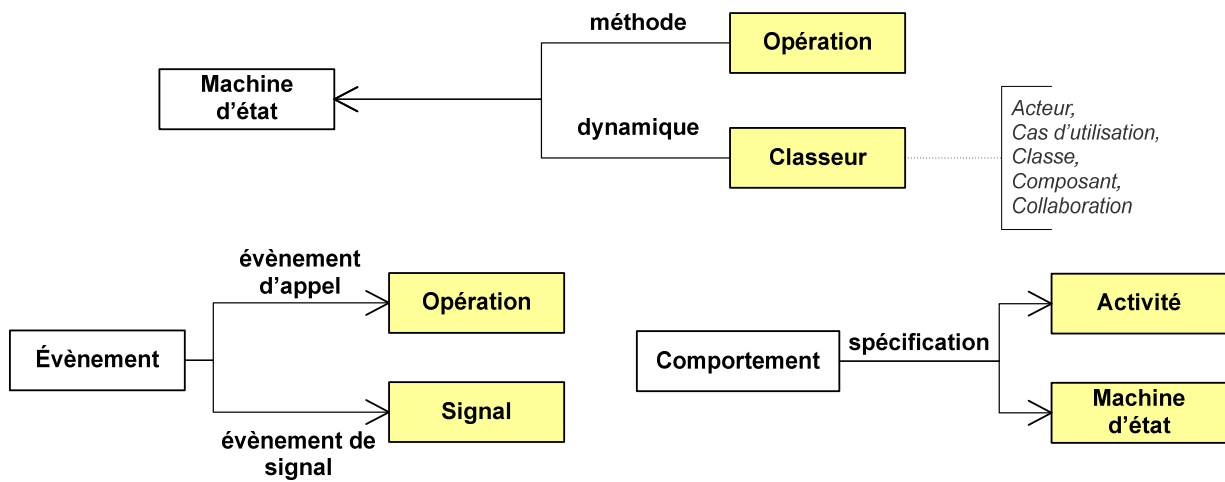 méthode
Opération
Machine
d'état
dynamique
Classeur
Acteur,
Cas d'utilisation,
Classe,
Composant,
Collaboration
évènement
d'appel
Opération
Évènement
Signal
évènement de
signal
Comportement
spécification
Activité
Machine
d'état